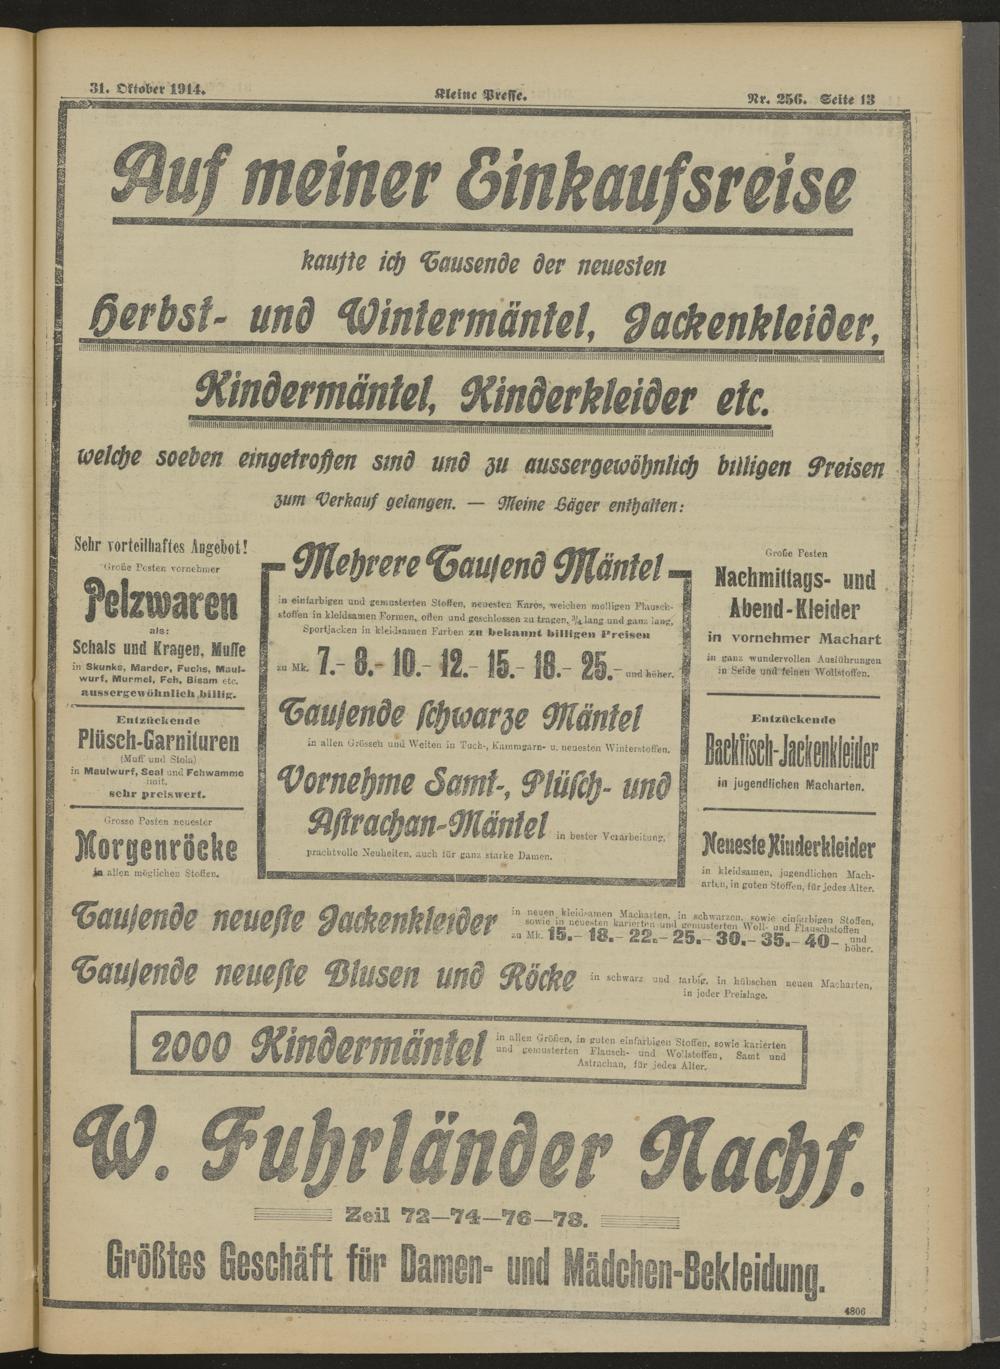 31. Oktober 1914.
Kleine Presse.
Nr. 256. Seite 13
Auf meiner Einkaufsreise
kaufte ich Tausende der neuesten
Herbst- und Wintermäntel, Jackenkleider,
Kindermäntel, Kinderkleider etc.
welche soeben eingetroffen sind und zu aussergewöhnlich billigen Preisen
zum Verkauf gelangen. — Meine Läger enthalten:
Sehr vorteilhaftes Angebot!
Große Posten vornehmer
Pelzwaren
als:
Schals und Kragen, Muffe
in Skunks, Marder, Fuchs, Maul-
wurf, Murmel, Feh, Bisam etc.
aussergewöhnlich billig.
Entzückende
Plüsch-Garnituren
(Muff und Stola)
in Maulwurf, Seal und Fehwamme
imit.
sehr preiswert.
Grosse Posten neuester
Morgenröcke
in allen möglichen Stoffen.
Mehrere Tausend Mäntel
in einfarbigen und gemusterten Stoffen, neuesten Karos, weichen molligen Flausch-
stoffen in kleidsamen Formen, offen und geschlossen zu tragen, ¾ lang und ganz lang,
Sportjacken in kleidsamen Farben zu bekannt billigen Preisen
zu Mk. 7.- 8.- 10.- 12.- 15.- 18.- 25.- und höher.
Tausende schwarze Mäntel
in allen Grössen und Weiten in Tuch-, Kammgarn- u. neuesten Winterstoffen.
Vornehme Samt-, Plüsch- und
Astrachan-Mäntel in bester Verarbeitung,
prachtvolle Neuheiten, auch für ganz starke Damen.
Große Posten
Nachmittags- und
Abend-Kleider
in vornehmer Machart
in ganz wundervollen Ausführungen
in Seide und feinen Wollstoffen.
Entzückende
Backfisch-Jackenkleider
in jugendlichen Macharten.
Neueste Kinderkleider
in kleidsamen, jugendlichen Mach-
arten, in guten Stoffen, für jedes Alter.
Tausende neueste Jackenkleider
in neuen kleidsamen Macharten, in schwarzen, sowie einfarbigen Stoffen,
sowie in neuesten karierten und gemusterten Woll- und Flauschstoffen
zu Mk. 15.- 18.- 22.- 25.- 30.- 35.- 40- und
höher.
Tausende neueste Blusen und Röcke
in schwarz und farbig, in hübschen neuen Macharten,
in jeder Preislage.
2000 Kindermäntel
in allen Größen, in guten einfarbigen Stoffen, sowie karierten
und gemusterten Flausch- und Wollstoffen, Samt und
Astrachan, für jedes Alter.
W. Fuhrländer Nachf.
Zeil 72—74—76—78.
Größtes Geschäft für Damen- und Mädchen-Bekleidung.
4806